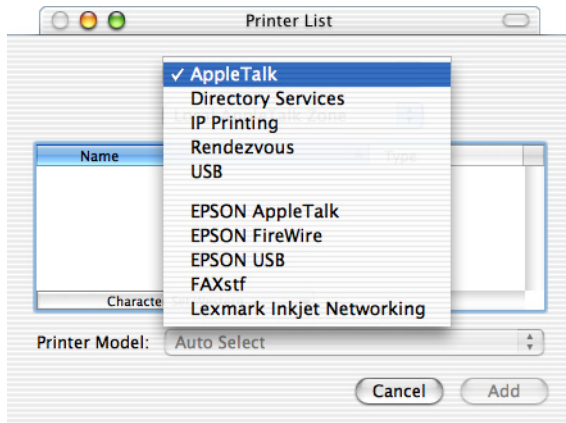 Printer List
✓ AppleTalk
Directory Services
IP Printing
Rendezvous
USB
EPSON AppleTalk
EPSON FireWire
EPSON USB
FAXstf
Lexmark Inkjet Networking
Zone
Name Type
Characte
Printer Model: Auto Select
Cancel Add